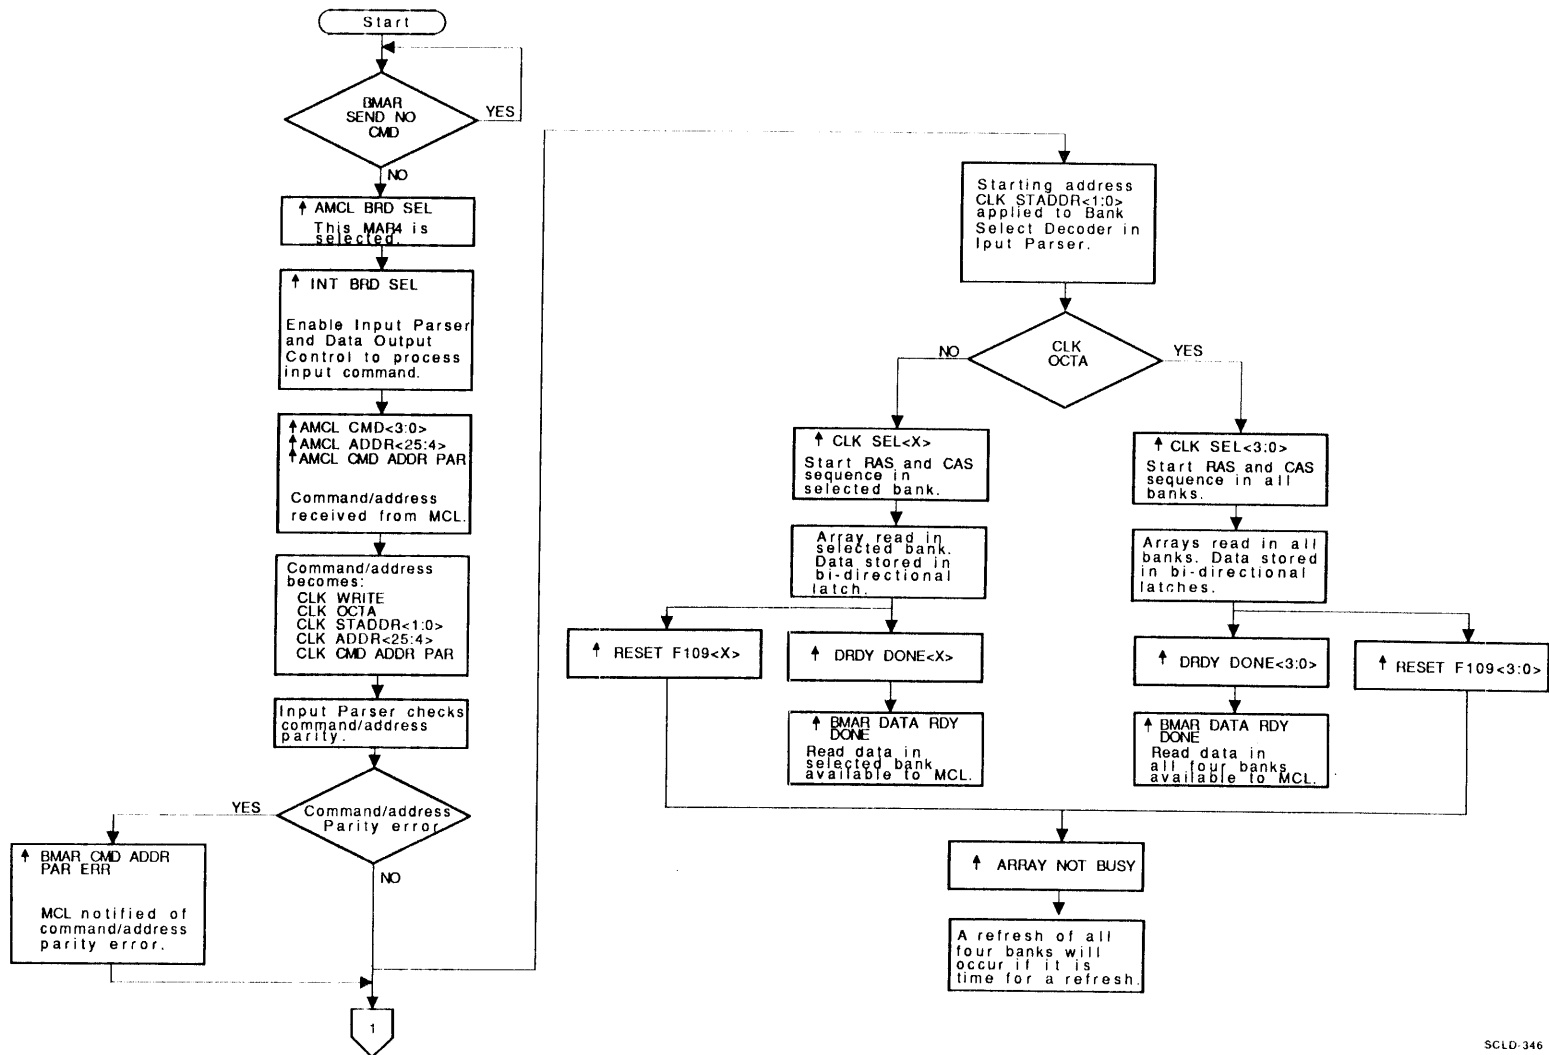 Start
BMAR
SEND NO
CMD
YES
NO
↑ AMCL BRD SEL
This MAR4 is
selected.
↑ INT BRD SEL
Enable Input Parser
and Data Output
Control to process
input command.
↑AMCL CMD<3:0>
↑AMCL ADDR<25:4>
↑AMCL CMD ADDR PAR
Command/address
received from MCL.
Command/address
becomes:
CLK WRITE
CLK OCTA
CLK STADDR<1:0>
CLK ADDR<25:4>
CLK CMD ADDR PAR
Input Parser checks
command/address
parity.
Command/address
Parity error
YES
NO
↑ BMAR CMD ADDR
PAR ERR
MCL notified of
command/address
parity error.
1
Starting address
CLK STADDR<1:0>
applied to Bank
Select Decoder in
Iput Parser.
CLK
OCTA
NO
YES
↑ CLK SEL<X>
Start RAS and CAS
sequence in
selected bank.
Array read in
selected bank.
Data stored in
bi-directional
latch.
↑ RESET F109<X>
↑ DRDY DONE<X>
↑ BMAR DATA RDY
DONE
Read data in
selected bank
available to MCL.
↑ CLK SEL<3:0>
Start RAS and CAS
sequence in all
banks.
Arrays read in all
banks. Data stored
in bi-directional
latches.
↑ DRDY DONE<3:0>
↑ RESET F109<3:0>
↑ BMAR DATA RDY
DONE
Read data in
all four banks
available to MCL.
↑ ARRAY NOT BUSY
A refresh of all
four banks will
occur if it is
time for a refresh.
SCLD-346